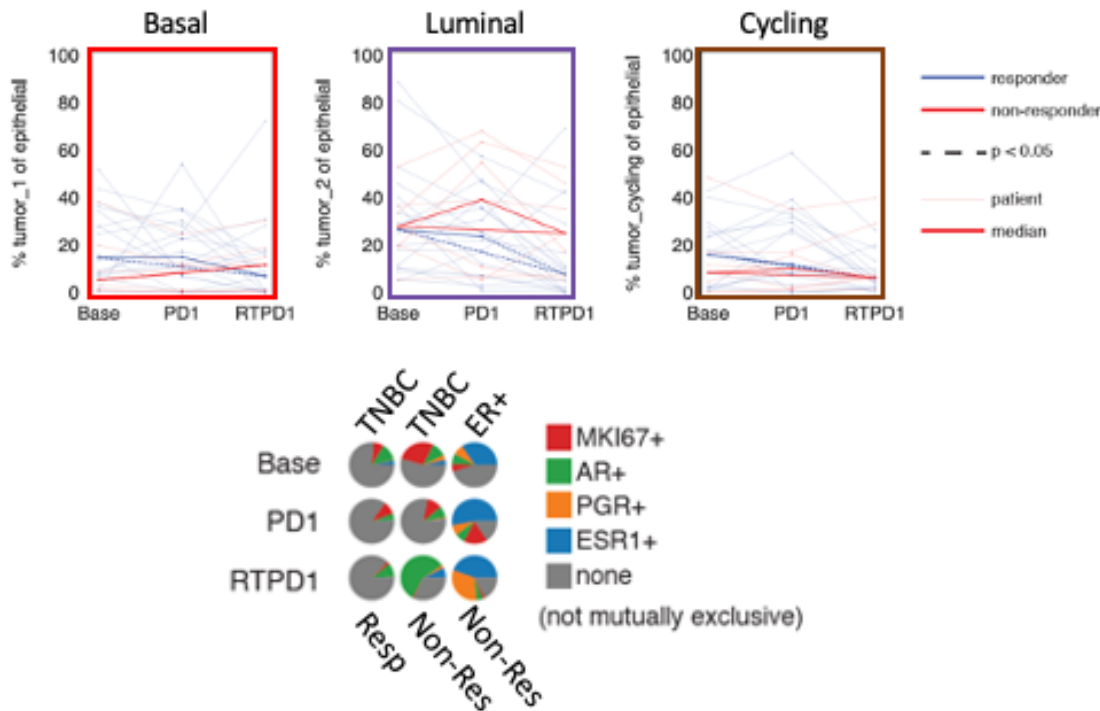 Basal
Luminal
Cycling
% tumor_1 of epithelial
100
80
60
40
20
0
Base PD1 RTPD1
% tumor_2 of epithelial
100
80
60
40
20
0
Base PD1 RTPD1
% tumor_cycling of epithelial
100
80
60
40
20
0
Base PD1 RTPD1
responder
non-responder
p < 0.05
patient
median
TNBC TNBC ER+
Base
PD1
RTPD1
Resp Non-Res Non-Res
MKI67+
AR+
PGR+
ESR1+
none
(not mutually exclusive)